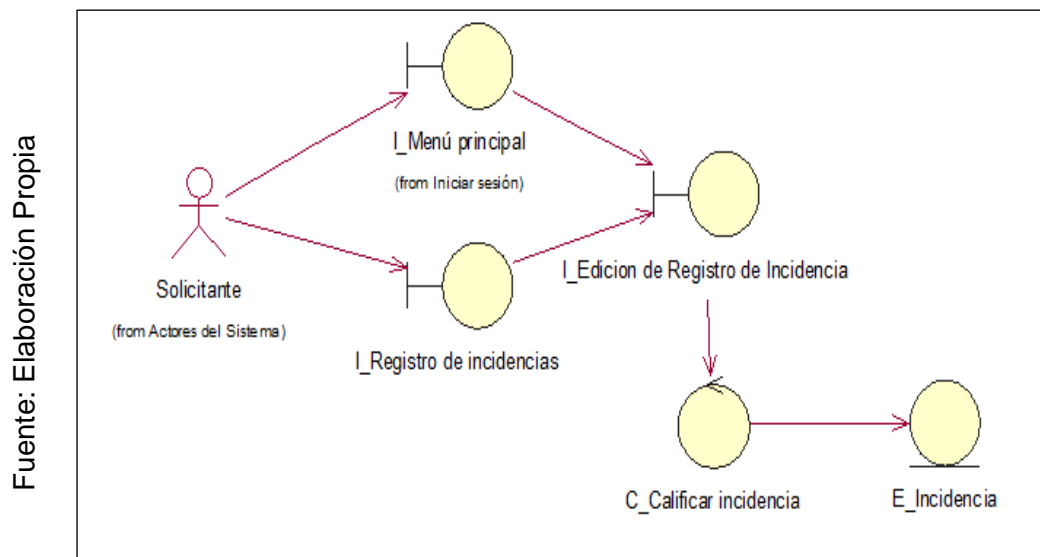 Fuente: Elaboración Propia
I_Menú principal
(from Iniciar sesión)
Solicitante
(from Actores del Sistema)
I_Edicion de Registro de Incidencia
I_Registro de incidencias
C_Calificar incidencia
E_Incidencia